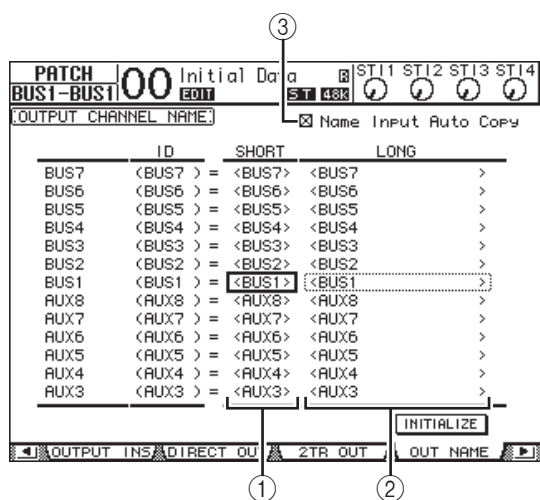 ③
PATCH 00 Initial Data R ST11 ST12 ST13 ST14
BUS1-BUS1 EDIT ST 48K
OUTPUT CHANNEL NAME
☒ Name Input Auto Copy
ID SHORT LONG
BUS7 (BUS7 ) = <BUS7> <BUS7 >
BUS6 (BUS6 ) = <BUS6> <BUS6 >
BUS5 (BUS5 ) = <BUS5> <BUS5 >
BUS4 (BUS4 ) = <BUS4> <BUS4 >
BUS3 (BUS3 ) = <BUS3> <BUS3 >
BUS2 (BUS2 ) = <BUS2> <BUS2 >
BUS1 (BUS1 ) = <BUS1> <BUS1 >
AUX8 (AUX8 ) = <AUX8> <AUX8 >
AUX7 (AUX7 ) = <AUX7> <AUX7 >
AUX6 (AUX6 ) = <AUX6> <AUX6 >
AUX5 (AUX5 ) = <AUX5> <AUX5 >
AUX4 (AUX4 ) = <AUX4> <AUX4 >
AUX3 (AUX3 ) = <AUX3> <AUX3 >
INITIALIZE
OUTPUT INS DIRECT OUT 2TR OUT OUT NAME
① ②